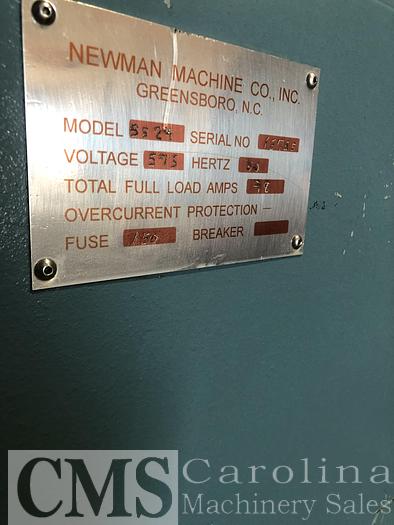 NEWMAN MACHINE CO., INC.
GREENSBORO, N.C.
MODEL SERIAL NO
VOLTAGE 575 HERTZ
TOTAL FULL LOAD AMPS
OVERCURRENT PROTECTION —
FUSE 150 BREAKER
CMS Carolina
Machinery Sales